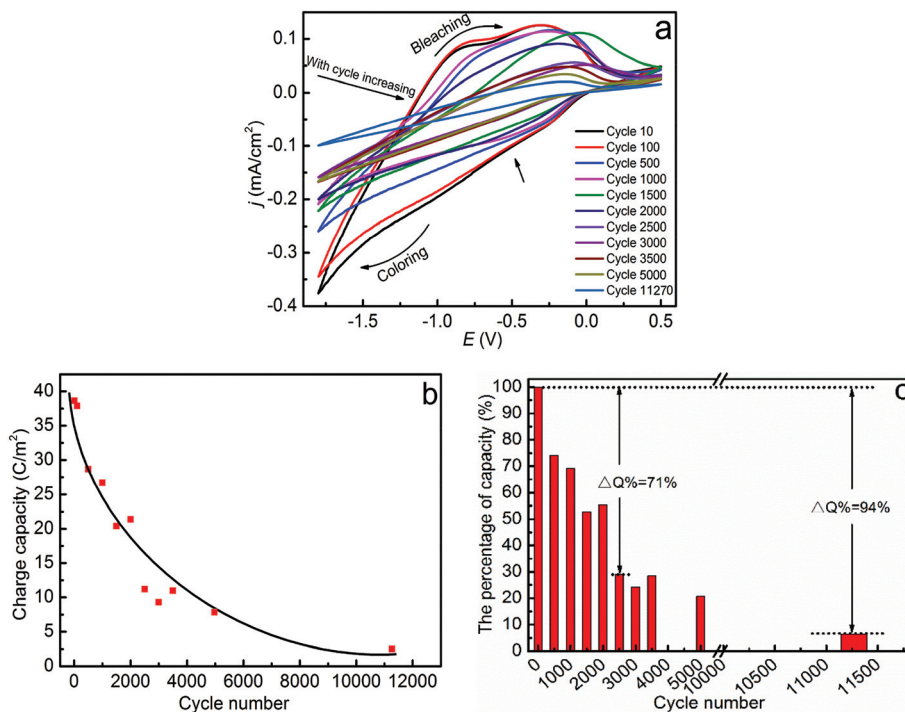 a
Bleaching
With cycle increasing
Coloring
0.1
0.0
-0.1
-0.2
-0.3
-0.4
j (mA/cm²)
Cycle 10
Cycle 100
Cycle 500
Cycle 1000
Cycle 1500
Cycle 2000
Cycle 2500
Cycle 3000
Cycle 3500
Cycle 5000
Cycle 11270
-1.5 -1.0 -0.5 0.0 0.5
E (V)
b
40
35
30
25
20
15
10
5
0
Charge capacity (C/m²)
0 2000 4000 6000 8000 10000 12000
Cycle number
c
100
90
80
70
60
50
40
30
20
10
0
The percentage of capacity (%)
△Q%=71%
△Q%=94%
0 1000 2000 3000 4000 5000 10000 10500 11000 11500
Cycle number